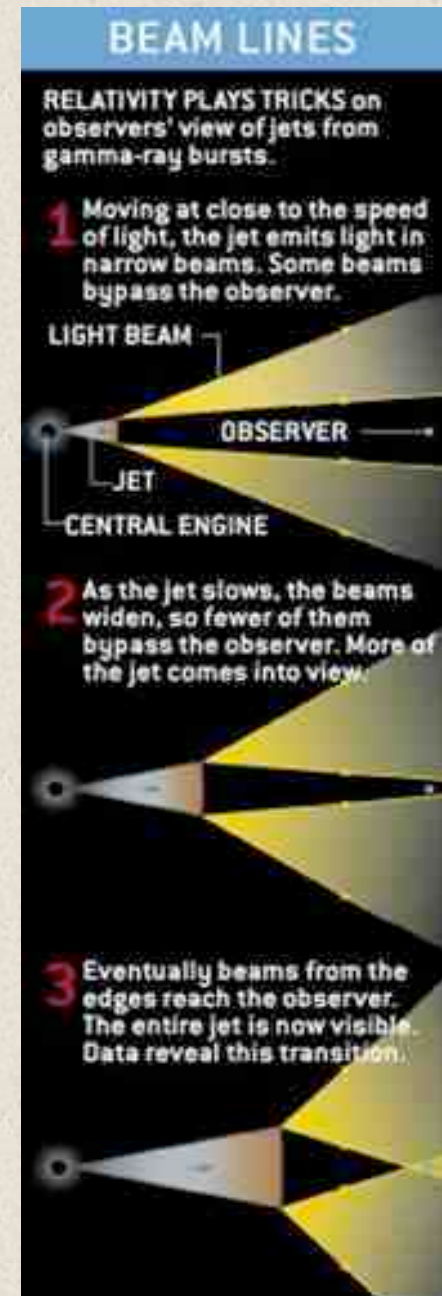 BEAM LINES
RELATIVITY PLAYS TRICKS on
observers' view of jets from
gamma-ray bursts.
1 Moving at close to the speed
of light, the jet emits light in
narrow beams. Some beams
bypass the observer.
LIGHT BEAM
OBSERVER
JET
CENTRAL ENGINE
2 As the jet slows, the beams
widen, so fewer of them
bypass the observer. More of
the jet comes into view.
3 Eventually beams from the
edges reach the observer.
The entire jet is now visible.
Data reveal this transition.